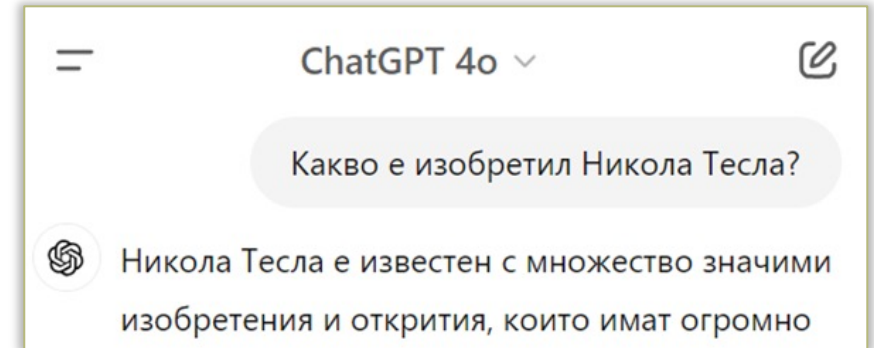 ChatGPT 4o
Какво е изобретил Никола Тесла?
Никола Тесла е известен с множество значими
изобретения и открития, които имат огромно